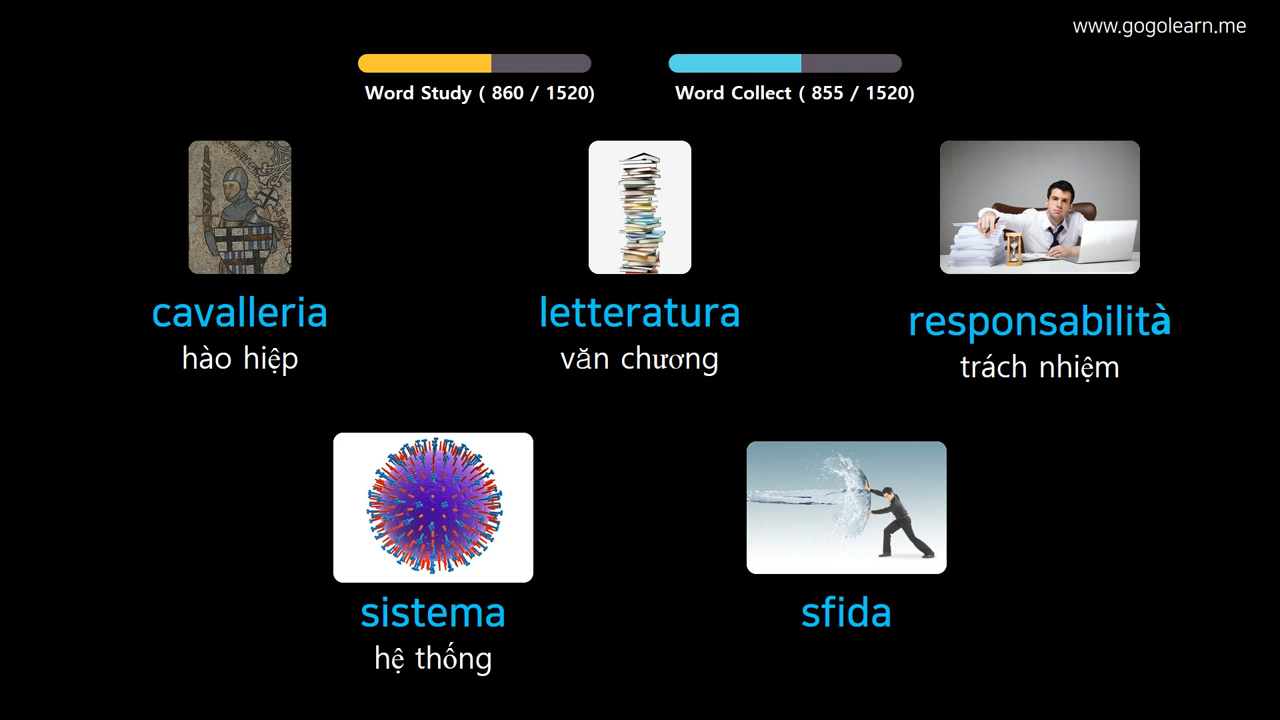 www.gogolearn.me
Word Study ( 860 / 1520)
Word Collect ( 855 / 1520)
cavalleria
hào hiệp
letteratura
văn chương
responsabilità
trách nhiệm
sistema
hệ thống
sfida